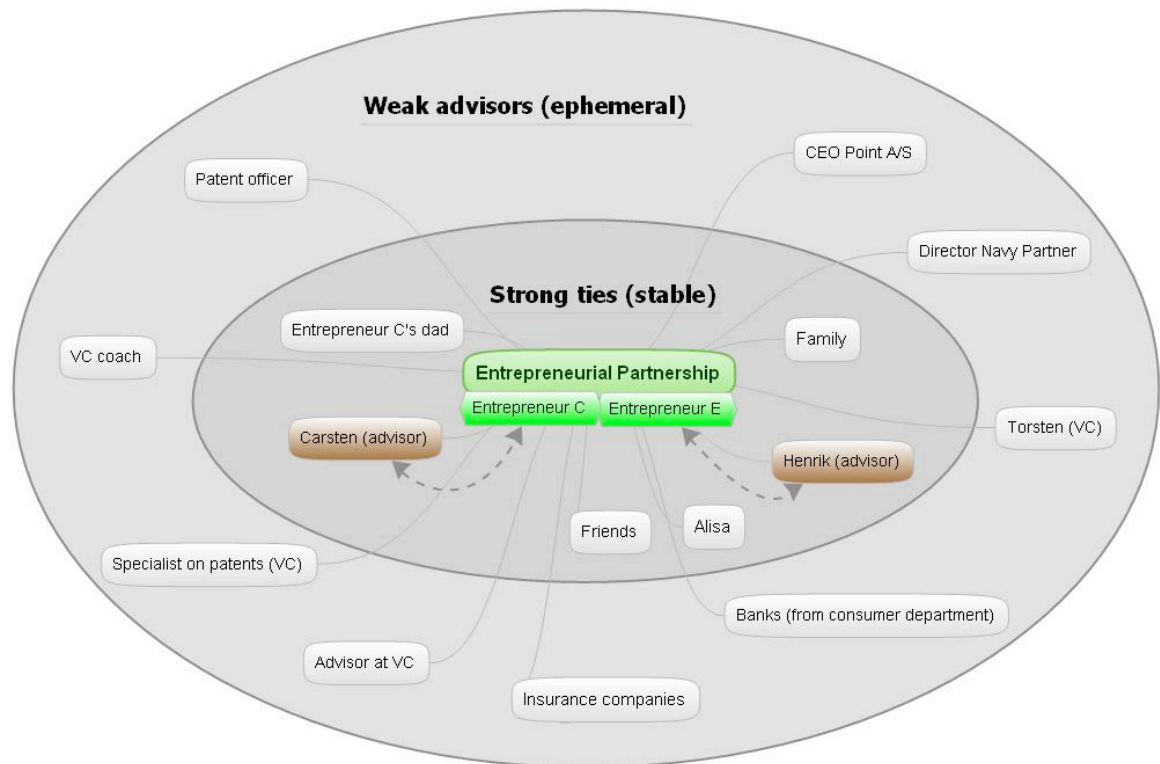 Weak advisors (ephemeral)
CEO Point A/S
Patent officer
Director Navy Partner
Strong ties (stable)
Entrepreneur C's dad
Family
VC coach
Entrepreneurial Partnership
Entrepreneur C
Entrepreneur E
Torsten (VC)
Carsten (advisor)
Henrik (advisor)
Friends
Alisa
Specialist on patents (VC)
Banks (from consumer department)
Advisor at VC
Insurance companies